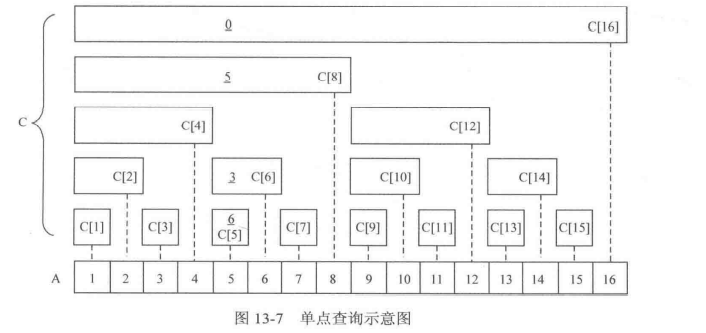 0 C[16]
5 C[8]
C
C[4] C[12]
C[2] 3 C[6] C[10] C[14]
6
C[1] C[3] C[5] C[7] C[9] C[11] C[13] C[15]
A 1 2 3 4 5 6 7 8 9 10 11 12 13 14 15 16
图 13-7 单点查询示意图